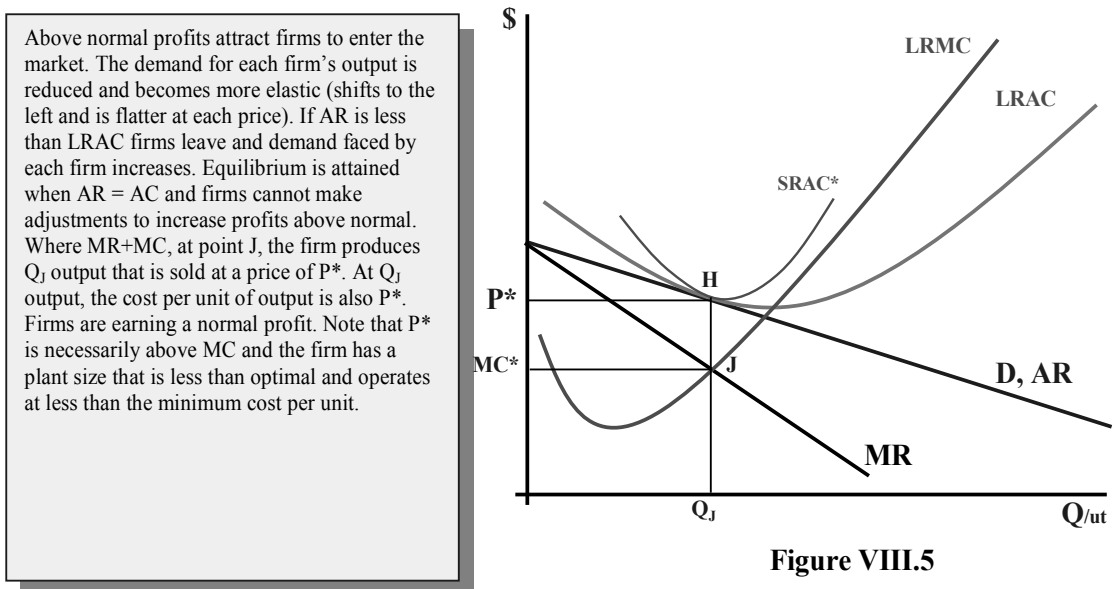 Above normal profits attract firms to enter the
market. The demand for each firm's output is
reduced and becomes more elastic (shifts to the
left and is flatter at each price). If AR is less
than LRAC firms leave and demand faced by
each firm increases. Equilibrium is attained
when AR = AC and firms cannot make
adjustments to increase profits above normal.
Where MR+MC, at point J, the firm produces
QJ output that is sold at a price of P*. At QJ
output, the cost per unit of output is also P*.
Firms are earning a normal profit. Note that P*
is necessarily above MC and the firm has a
plant size that is less than optimal and operates
at less than the minimum cost per unit.
$
LRMC
LRAC
SRAC*
H
P*
MC*
J
D, AR
MR
QJ
Q/ut
Figure VIII.5